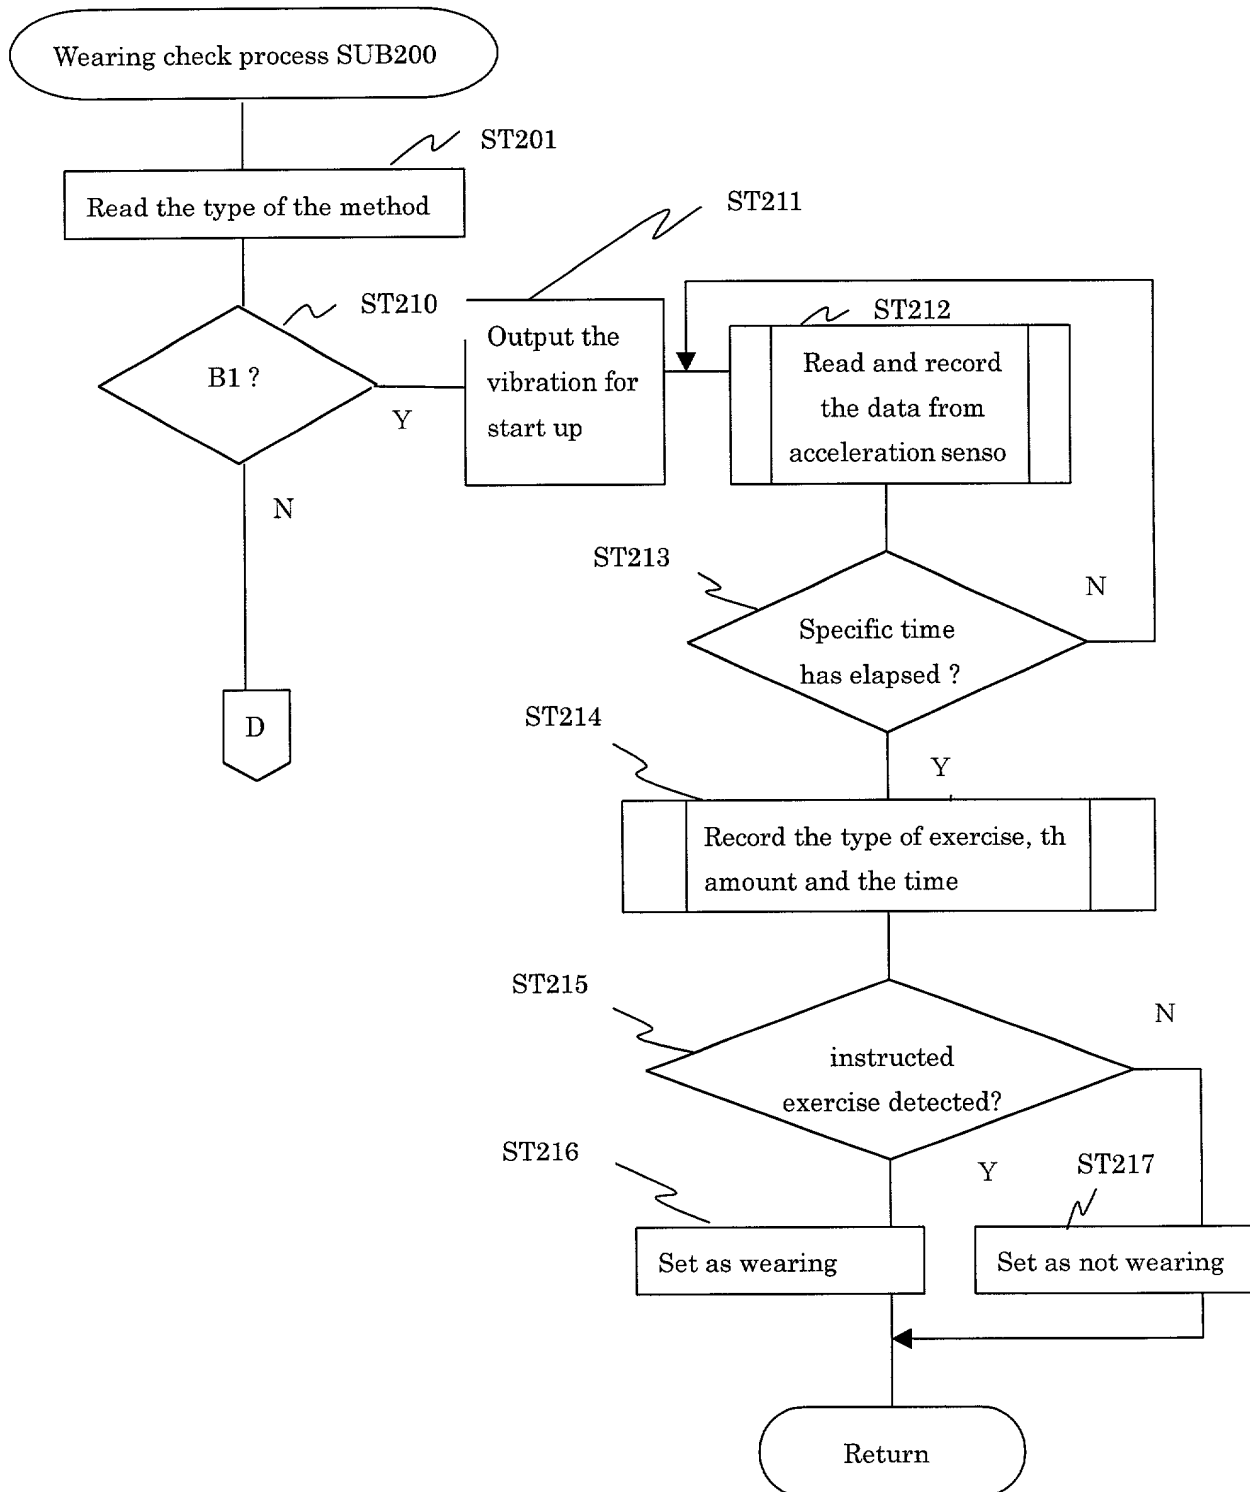 Wearing check process SUB200
ST201
Read the type of the method
ST210
B1 ?
Y
N
D
ST211
Output the
vibration for
start up
ST212
Read and record
the data from
acceleration senso
ST213
Specific time
has elapsed ?
N
Y
ST214
Record the type of exercise, th
amount and the time
ST215
instructed
exercise detected?
N
Y
ST216
Set as wearing
ST217
Set as not wearing
Return